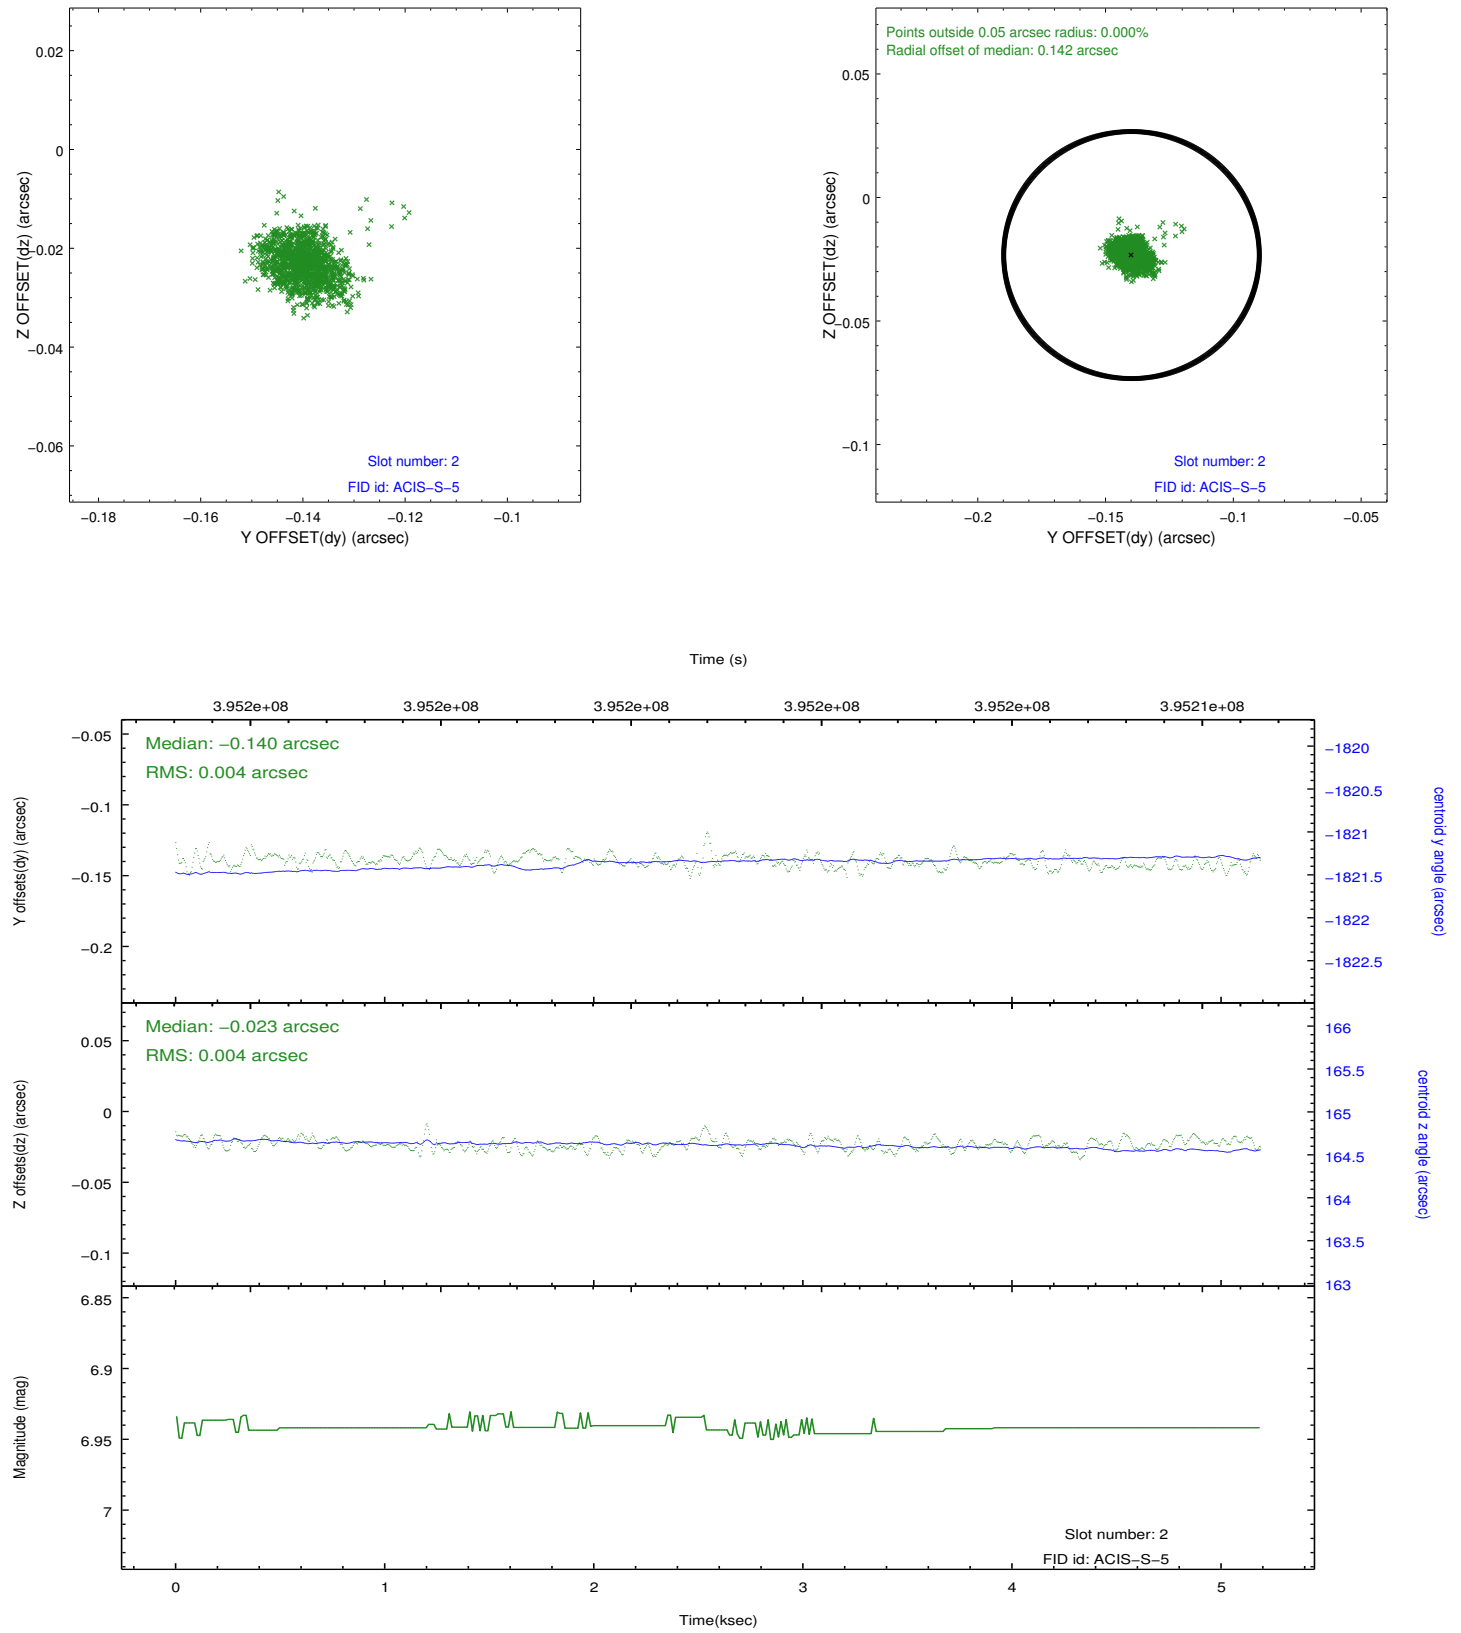 0.02
0
−0.02
−0.04
−0.06
Z OFFSET(dz) (arcsec)
Slot number: 2
FID id: ACIS−S−5
−0.18
−0.16
−0.14
−0.12
−0.1
Y OFFSET(dy) (arcsec)
Points outside 0.05 arcsec radius: 0.000%
Radial offset of median: 0.142 arcsec
0.05
0
−0.05
−0.1
Z OFFSET(dz) (arcsec)
Slot number: 2
FID id: ACIS−S−5
−0.2
−0.15
−0.1
−0.05
Y OFFSET(dy) (arcsec)
Time (s)
3.952e+08
3.952e+08
3.952e+08
3.952e+08
3.952e+08
3.9521e+08
Median: −0.140 arcsec
RMS: 0.004 arcsec
−0.05
−0.1
−0.15
−0.2
Y offsets(dy) (arcsec)
−1820
−1820.5
−1821
−1821.5
−1822
−1822.5
centroid y angle (arcsec)
Median: −0.023 arcsec
RMS: 0.004 arcsec
0.05
0
−0.05
−0.1
Z offsets(dz) (arcsec)
166
165.5
165
164.5
164
163.5
163
centroid z angle (arcsec)
6.85
6.9
6.95
7
Magnitude (mag)
Slot number: 2
FID id: ACIS−S−5
0
1
2
3
4
5
Time(ksec)